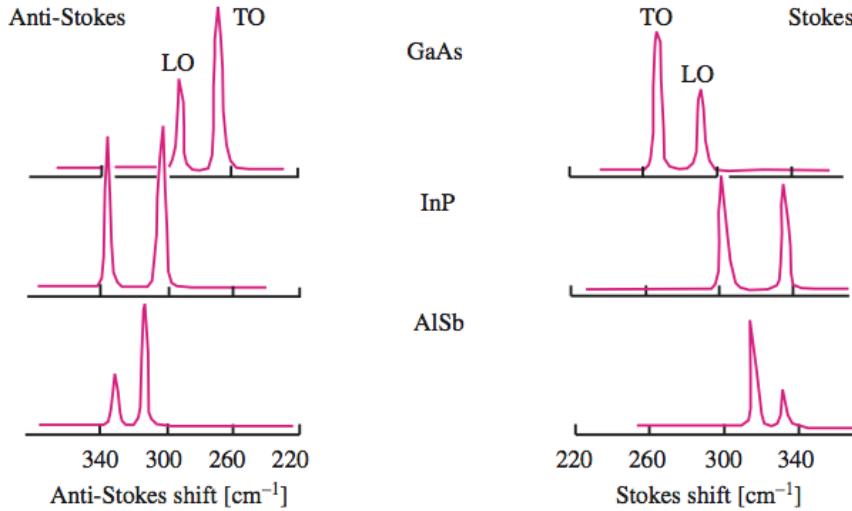 Anti-Stokes TO GaAs TO Stokes
LO LO
InP
AlSb
340 300 260 220 220 260 300 340
Anti-Stokes shift [cm⁻¹] Stokes shift [cm⁻¹]